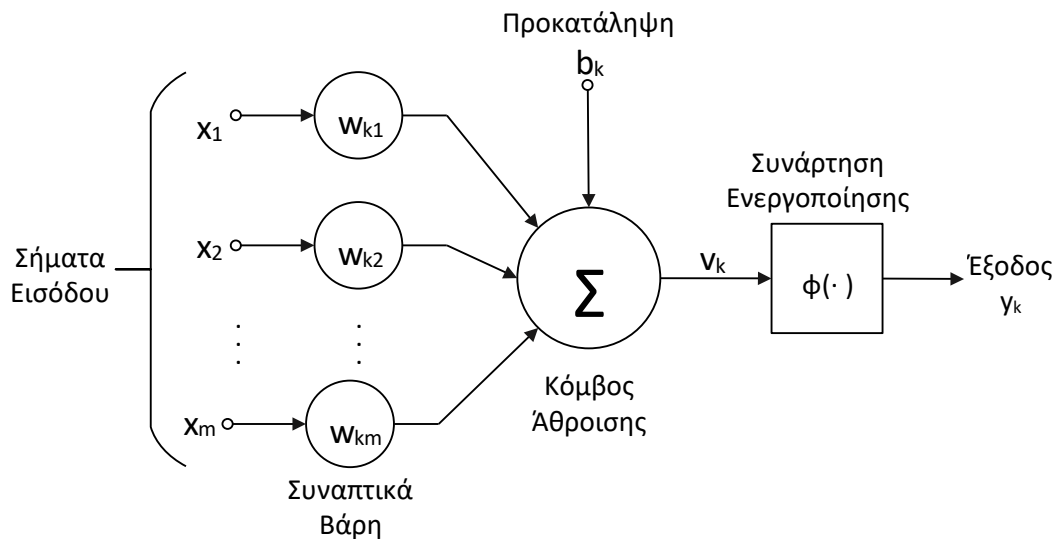 Προκατάληψη
bk
x1
wk1
Συνάρτηση
Ενεργοποίησης
x2
wk2
Σήματα
Εισόδου
Σ
vk
φ(· )
Έξοδος
yk
. .
. .
. .
Κόμβος
Άθροισης
xm
wkm
Συναπτικά
Βάρη